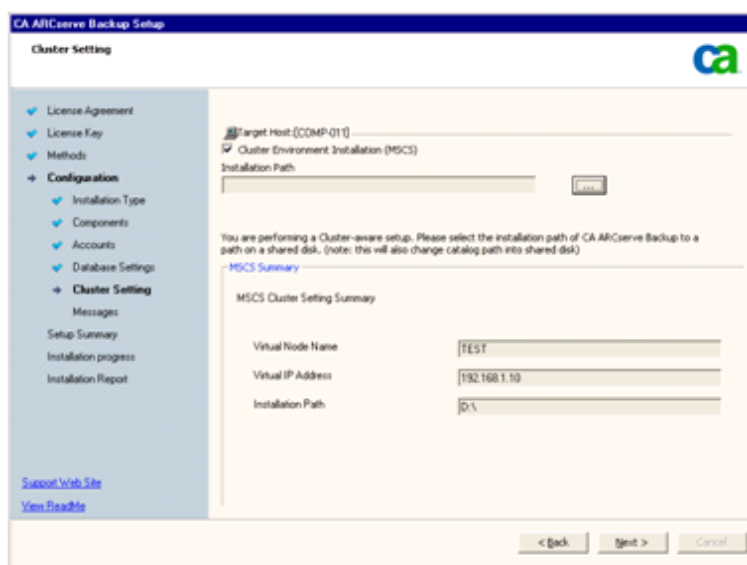 CA ARCserve Backup Setup
Cluster Setting
ca
License Agreement
License Key
Methods
Configuration
Installation Type
Components
Accounts
Database Settings
Cluster Setting
Messages
Setup Summary
Installation progress
Installation Report
Support Web Site
View ReadMe
Target Host:[COMP-011]
Cluster Environment Installation (MSCS)
Installation Path
...
You are performing a Cluster-aware setup. Please select the installation path of CA ARCserve Backup to a
path on a shared disk. (note: this will also change catalog path into shared disk)
MSCS Summary
MSCS Cluster Setting Summary
Virtual Node Name
TEST
Virtual IP Address
192.168.1.10
Installation Path
D:\
< Back
Next >
Cancel